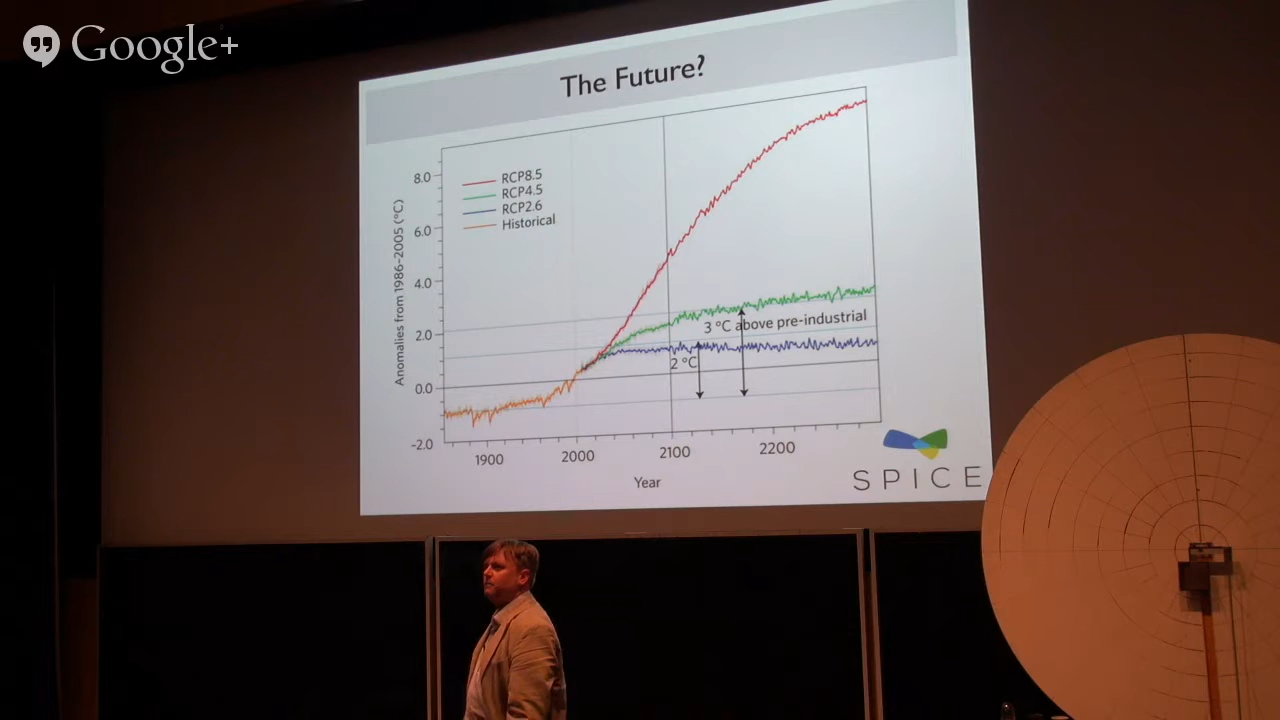 Google+
The Future?
Anomalies from 1986–2005 (°C)
8.0
6.0
4.0
2.0
0.0
–2.0
RCP8.5
RCP4.5
RCP2.6
Historical
3 °C above pre-industrial
2 °C
1900
2000
2100
2200
Year
SPICE